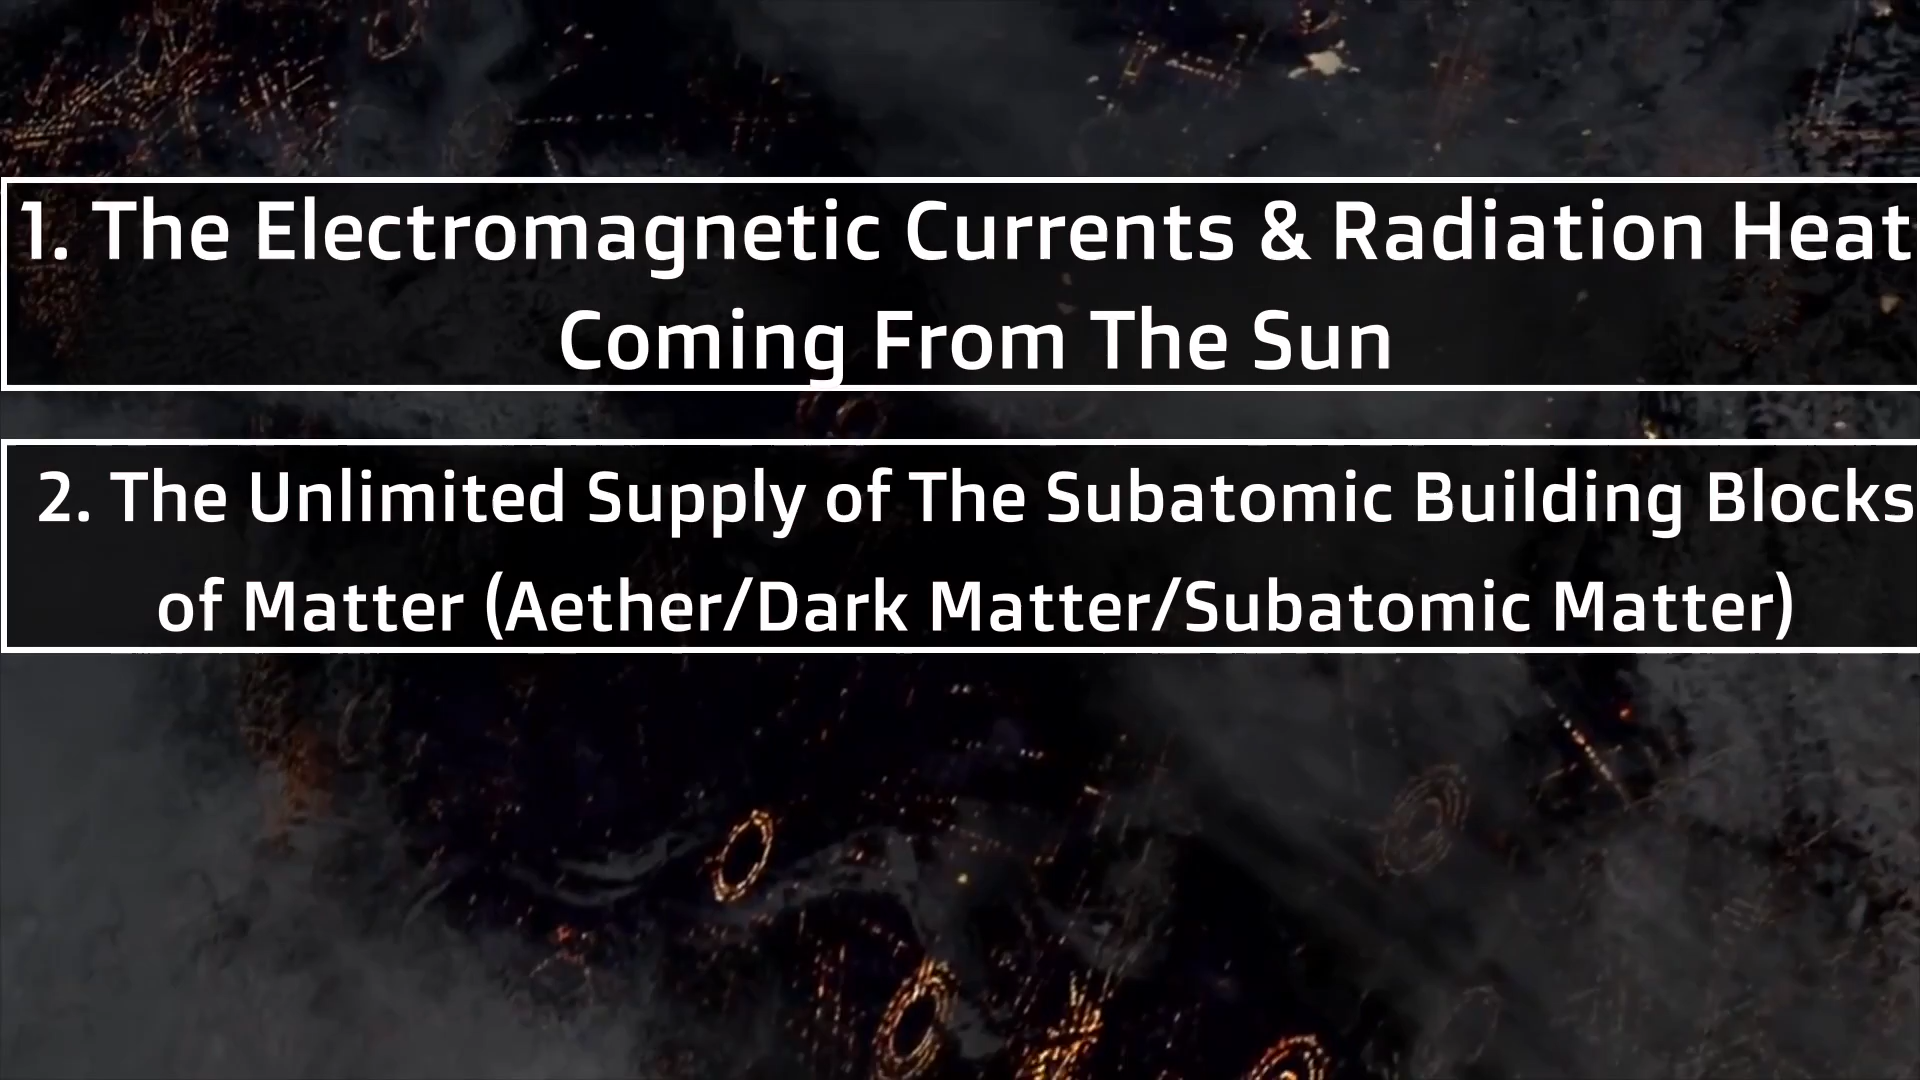 1. The Electromagnetic Currents & Radiation Heat
Coming From The Sun
2. The Unlimited Supply of The Subatomic Building Blocks
of Matter (Aether/Dark Matter/Subatomic Matter)